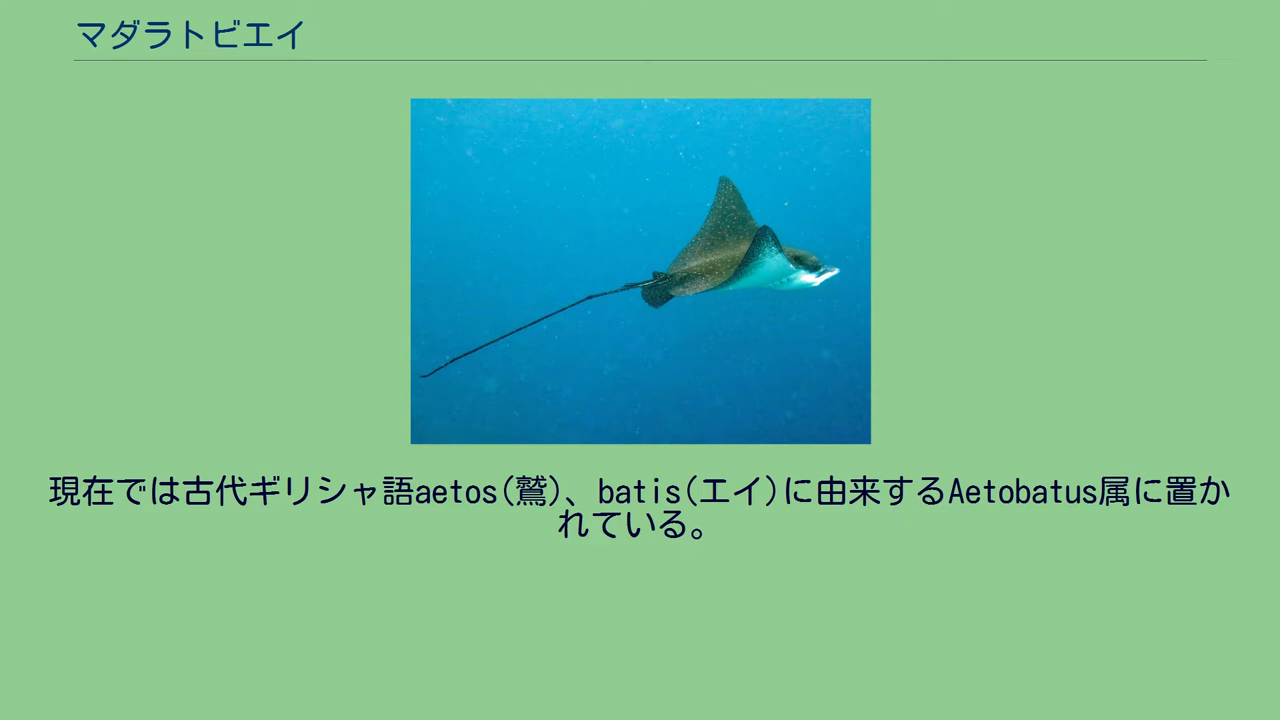 マダラトビエイ
現在では古代ギリシャ語aetos(鷲)、batis(エイ)に由来するAetobatus属に置か
れている。